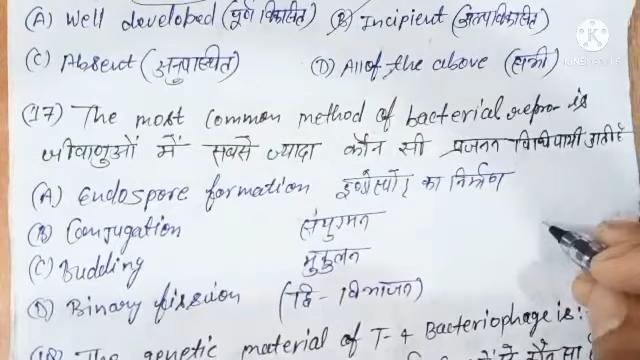 (A) Well developed (पूर्ण विकसित) (B) Incipient (अल्पविकसित)
(C) Absent (अनुपस्थित) (D) All of the above (सभी)
(17) The most common method of bacterial repro- is
जीवाणुओं में सबसे ज्यादा कौन सी प्रजनन विधि पायी जाती है
(A) Endospore formation इण्डोस्पोर का निर्माण
(B) Conjugation संयुग्मन
(C) Budding मुकुलन
(D) Binary fission (द्वि-विभाजन)
(18) The genetic material of T-4 Bacteriophage is:
KINEMASTER